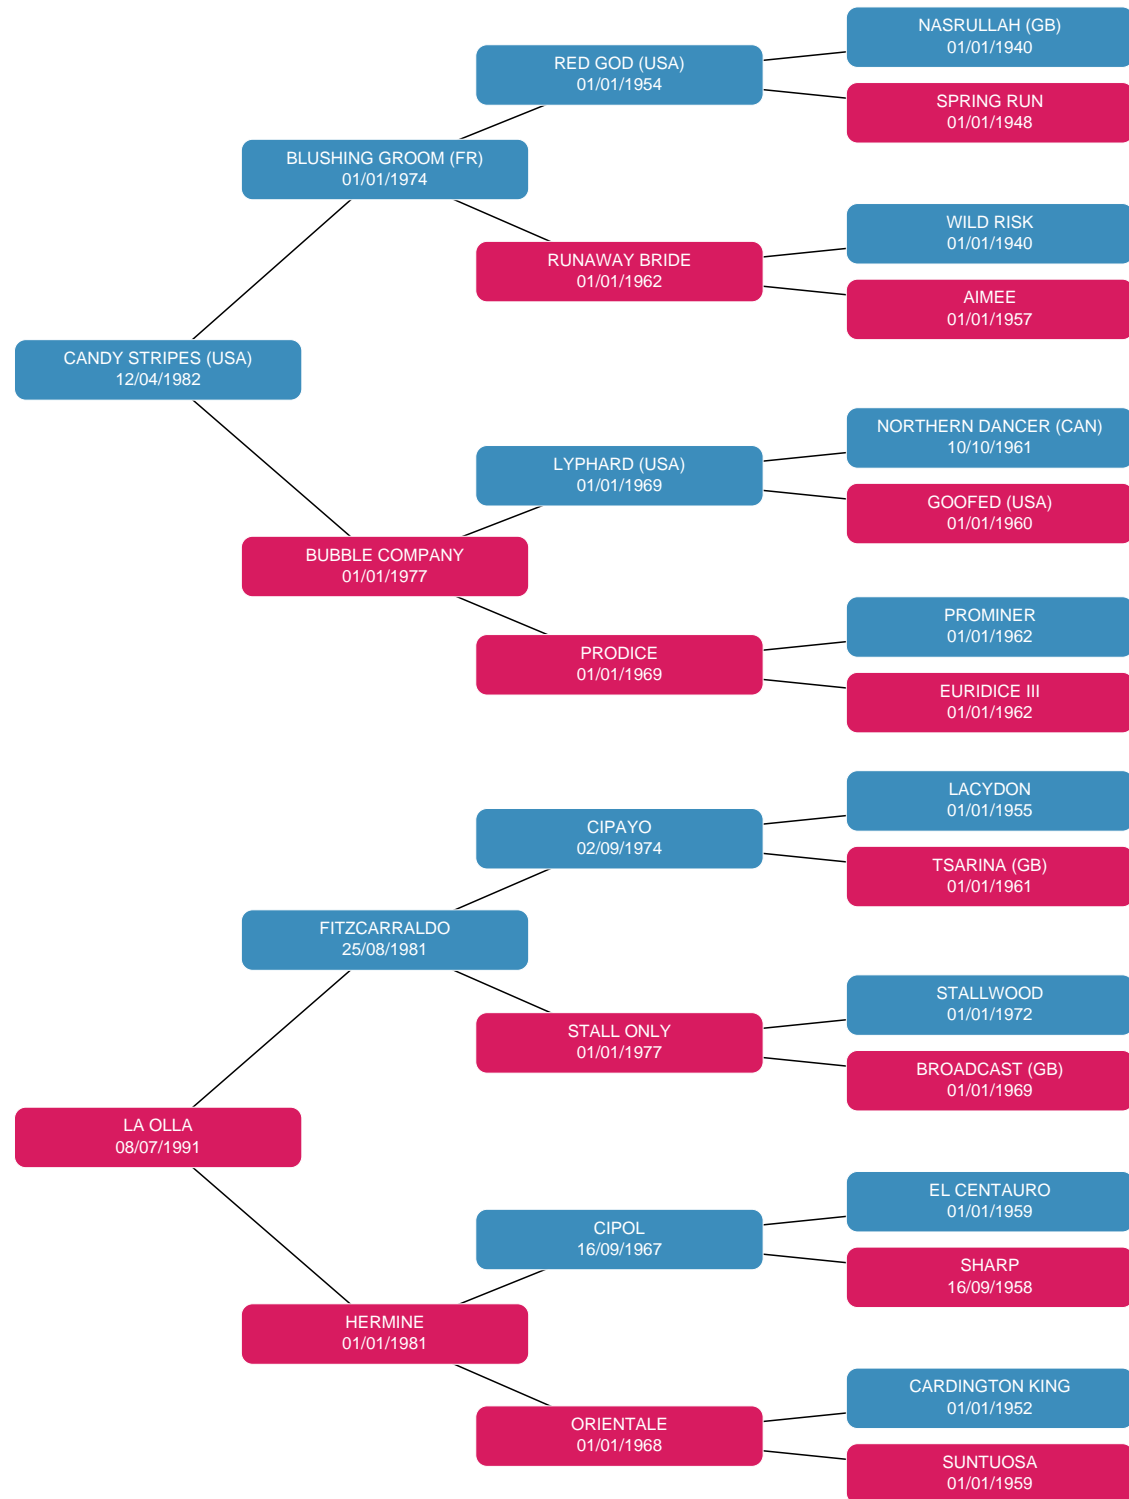 NASRULLAH (GB)
01/01/1940
RED GOD (USA)
01/01/1954
SPRING RUN
01/01/1948
BLUSHING GROOM (FR)
01/01/1974
WILD RISK
01/01/1940
RUNAWAY BRIDE
01/01/1962
AIMEE
01/01/1957
CANDY STRIPES (USA)
12/04/1982
NORTHERN DANCER (CAN)
10/10/1961
LYPHARD (USA)
01/01/1969
GOOFED (USA)
01/01/1960
BUBBLE COMPANY
01/01/1977
PROMINER
01/01/1962
PRODICE
01/01/1969
EURIDICE III
01/01/1962
LACYDON
01/01/1955
CIPAYO
02/09/1974
TSARINA (GB)
01/01/1961
FITZCARRALDO
25/08/1981
STALLWOOD
01/01/1972
STALL ONLY
01/01/1977
BROADCAST (GB)
01/01/1969
LA OLLA
08/07/1991
EL CENTAURO
01/01/1959
CIPOL
16/09/1967
SHARP
16/09/1958
HERMINE
01/01/1981
CARDINGTON KING
01/01/1952
ORIENTALE
01/01/1968
SUNTUOSA
01/01/1959